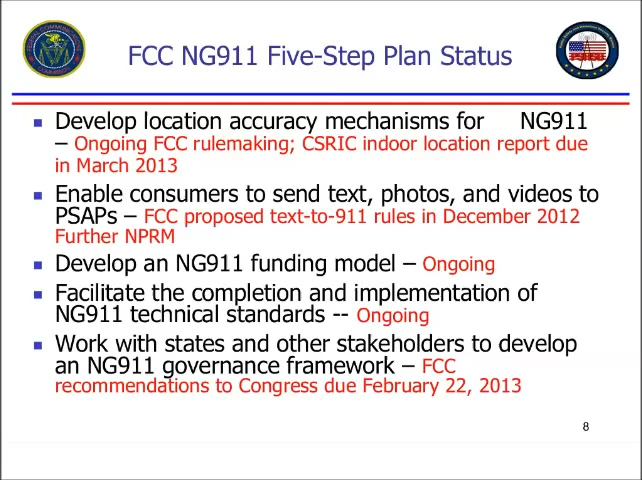 FCC NG911 Five-Step Plan Status
Develop location accuracy mechanisms for NG911
– Ongoing FCC rulemaking; CSRIC indoor location report due
in March 2013
Enable consumers to send text, photos, and videos to
PSAPs – FCC proposed text-to-911 rules in December 2012
Further NPRM
Develop an NG911 funding model – Ongoing
Facilitate the completion and implementation of
NG911 technical standards -- Ongoing
Work with states and other stakeholders to develop
an NG911 governance framework – FCC
recommendations to Congress due February 22, 2013
8